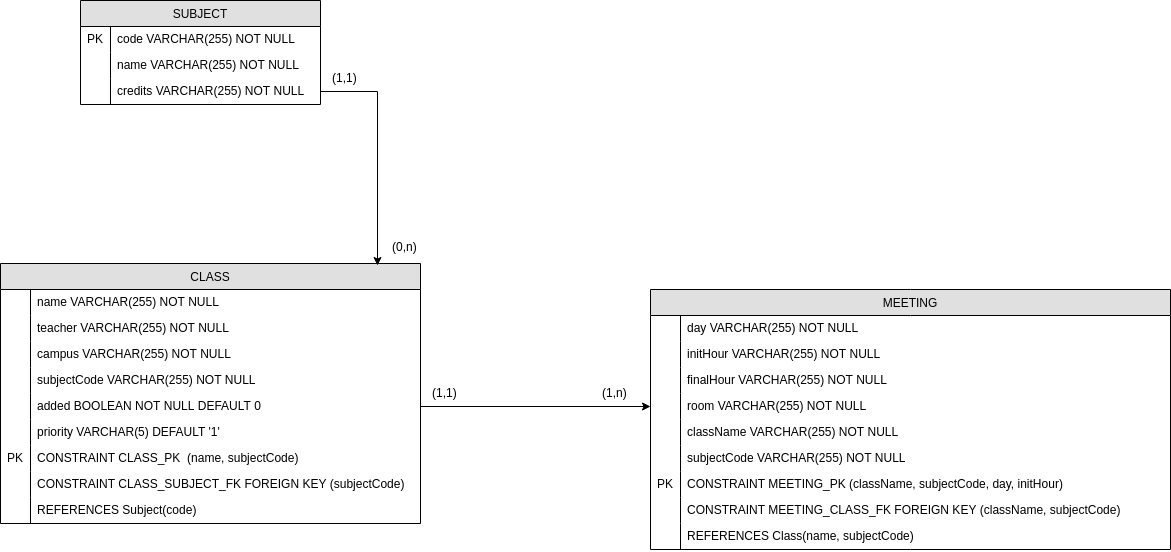 SUBJECT
PK code VARCHAR(255) NOT NULL
name VARCHAR(255) NOT NULL
credits VARCHAR(255) NOT NULL
(1,1)
(0,n)
CLASS
name VARCHAR(255) NOT NULL
teacher VARCHAR(255) NOT NULL
campus VARCHAR(255) NOT NULL
subjectCode VARCHAR(255) NOT NULL
added BOOLEAN NOT NULL DEFAULT 0
priority VARCHAR(5) DEFAULT '1'
PK CONSTRAINT CLASS_PK (name, subjectCode)
CONSTRAINT CLASS_SUBJECT_FK FOREIGN KEY (subjectCode)
REFERENCES Subject(code)
(1,1)
(1,n)
MEETING
day VARCHAR(255) NOT NULL
initHour VARCHAR(255) NOT NULL
finalHour VARCHAR(255) NOT NULL
room VARCHAR(255) NOT NULL
className VARCHAR(255) NOT NULL
subjectCode VARCHAR(255) NOT NULL
PK CONSTRAINT MEETING_PK (className, subjectCode, day, initHour)
CONSTRAINT MEETING_CLASS_FK FOREIGN KEY (className, subjectCode)
REFERENCES Class(name, subjectCode)